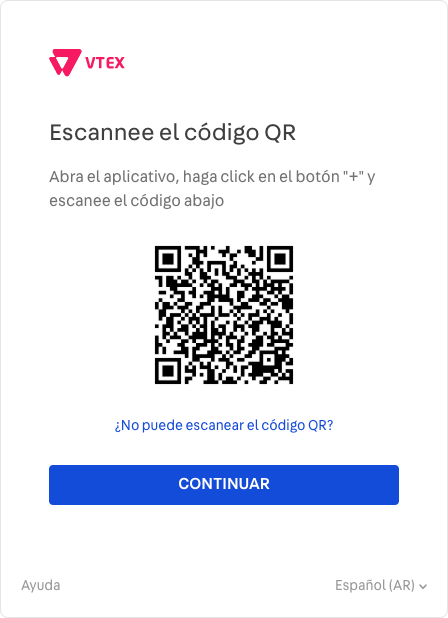 VTEX
Escannee el código QR
Abra el aplicativo, haga click en el botón "+" y
escanee el código abajo
¿No puede escanear el código QR?
CONTINUAR
Ayuda
Español (AR)